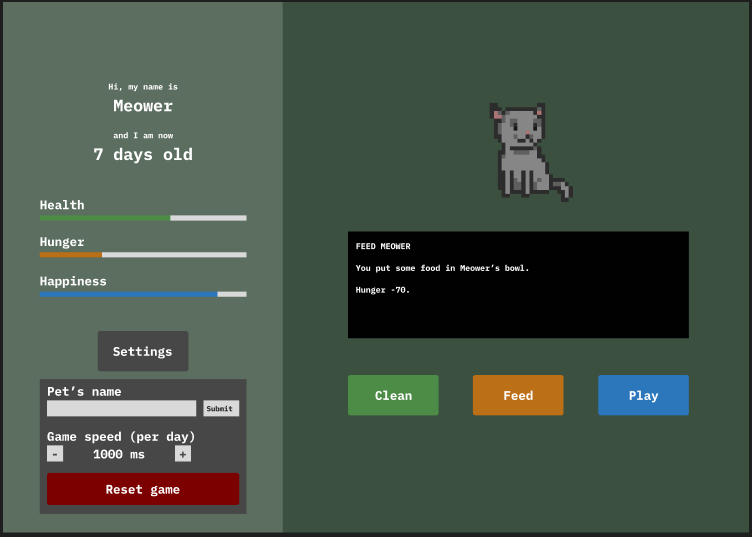 Hi, my name is
Meower
and I am now
7 days old
Health
Hunger
Happiness
Settings
Pet’s name
Submit
Game speed (per day)
- 1000 ms +
Reset game
FEED MEOWER
You put some food in Meower’s bowl.
Hunger -70.
Clean Feed Play